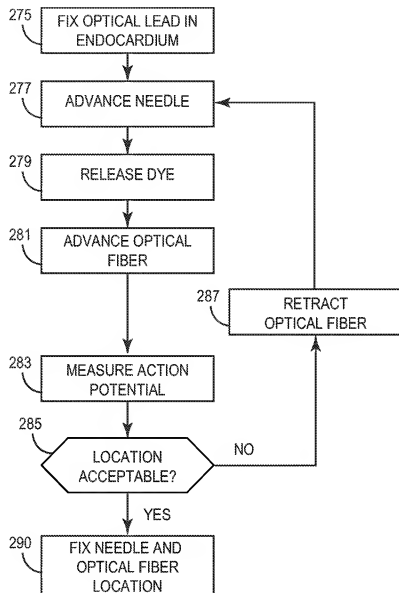 275
FIX OPTICAL LEAD IN
ENDOCARDIUM
277
ADVANCE NEEDLE
279
RELEASE DYE
281
ADVANCE OPTICAL
FIBER
287
RETRACT
OPTICAL FIBER
283
MEASURE ACTION
POTENTIAL
285
LOCATION
ACCEPTABLE?
NO
YES
290
FIX NEEDLE AND
OPTICAL FIBER
LOCATION